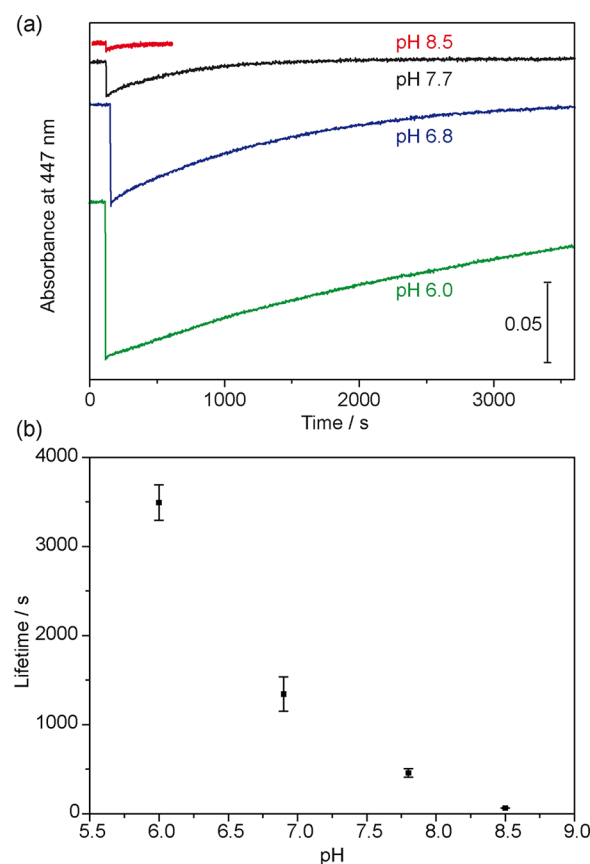 (a)
pH 8.5
pH 7.7
pH 6.8
pH 6.0
0.05
Absorbance at 447 nm
0 1000 2000 3000
Time / s
(b)
4000
3000
2000
1000
0
Lifetime / s
5.5 6.0 6.5 7.0 7.5 8.0 8.5 9.0
pH